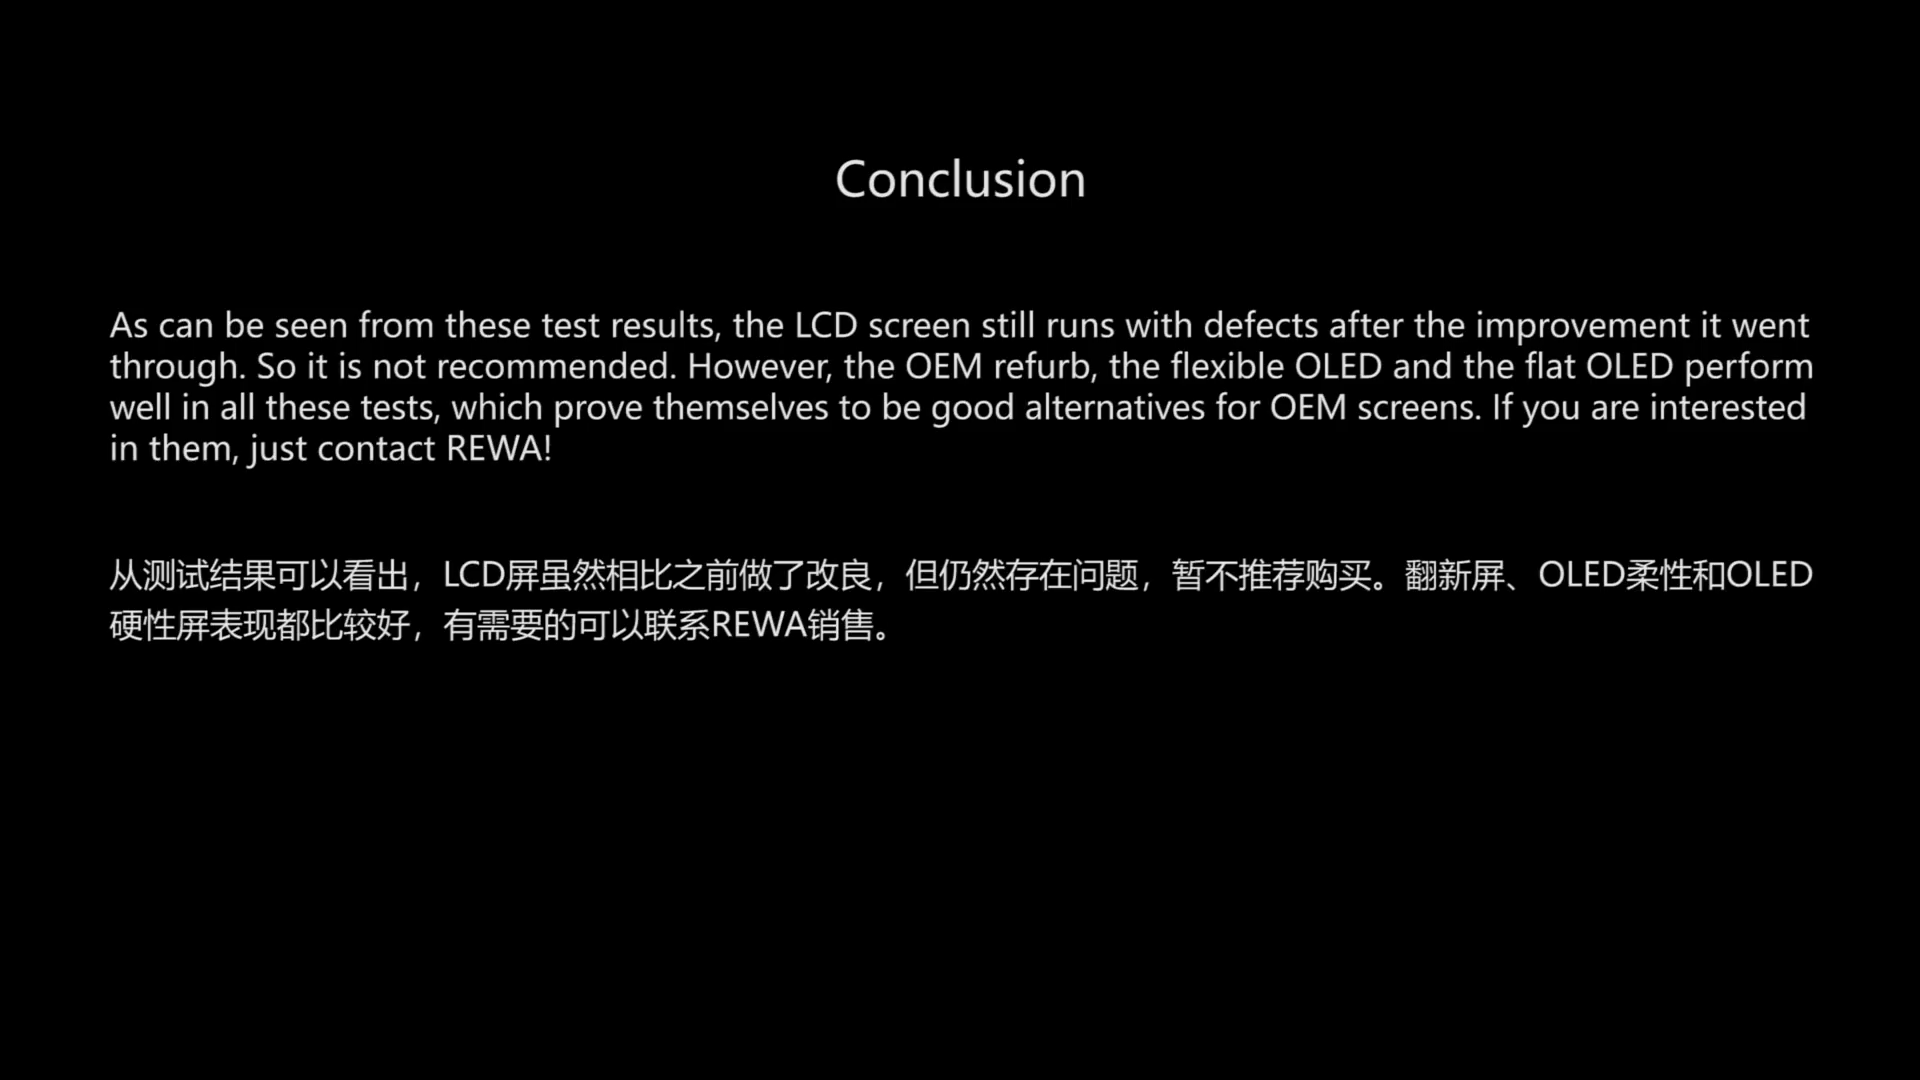 Conclusion
As can be seen from these test results, the LCD screen still runs with defects after the improvement it went
through. So it is not recommended. However, the OEM refurb, the flexible OLED and the flat OLED perform
well in all these tests, which prove themselves to be good alternatives for OEM screens. If you are interested
in them, just contact REWA!
从测试结果可以看出，LCD屏虽然相比之前做了改良，但仍然存在问题，暂不推荐购买。翻新屏、OLED柔性和OLED
硬性屏表现都比较好，有需要的可以联系REWA销售。